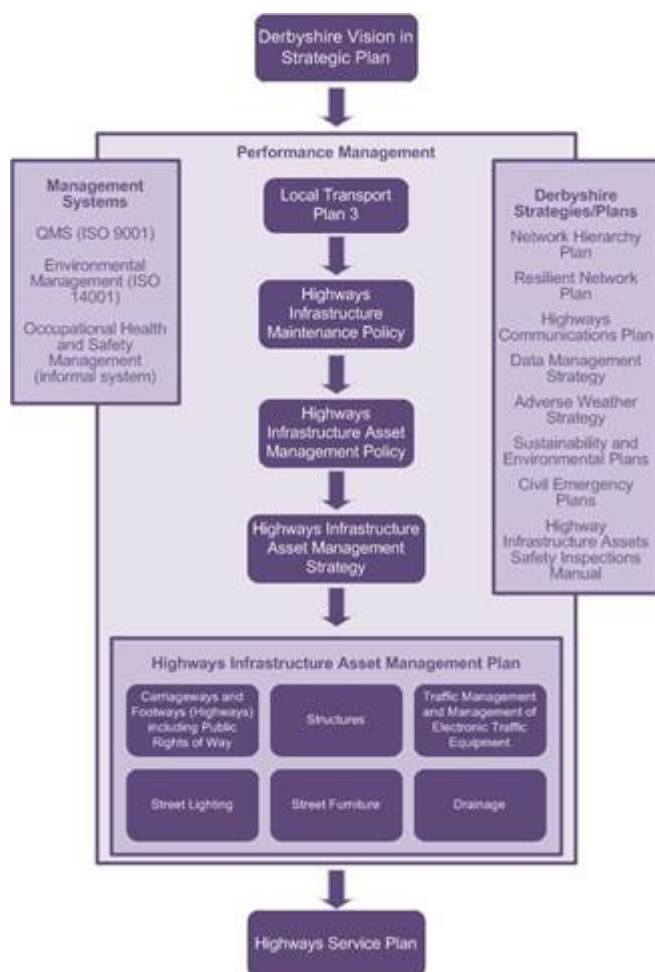 Derbyshire Vision in
Strategic Plan
Performance Management
Management
Systems
QMS (ISO 9001)
Environmental
Management (ISO
14001)
Occupational Health
and Safety
Management
(informal system)
Local Transport
Plan 3
Highways
Infrastructure
Maintenance Policy
Highways
Infrastructure Asset
Management Policy
Highways Infrastructure
Asset Management
Strategy
Derbyshire
Strategies/Plans
Network Hierarchy
Plan
Resilient Network
Plan
Highways
Communications Plan
Data Management
Strategy
Adverse Weather
Strategy
Sustainability and
Environmental Plans
Civil Emergency
Plans
Highway
Infrastructure Assets
Safety Inspections
Manual
Highways Infrastructure Asset Management Plan
Carriageways and
Footways (Highways)
including Public
Rights of Way
Structures
Traffic Management
and Management of
Electronic Traffic
Equipment
Street Lighting
Street Furniture
Drainage
Highways Service Plan